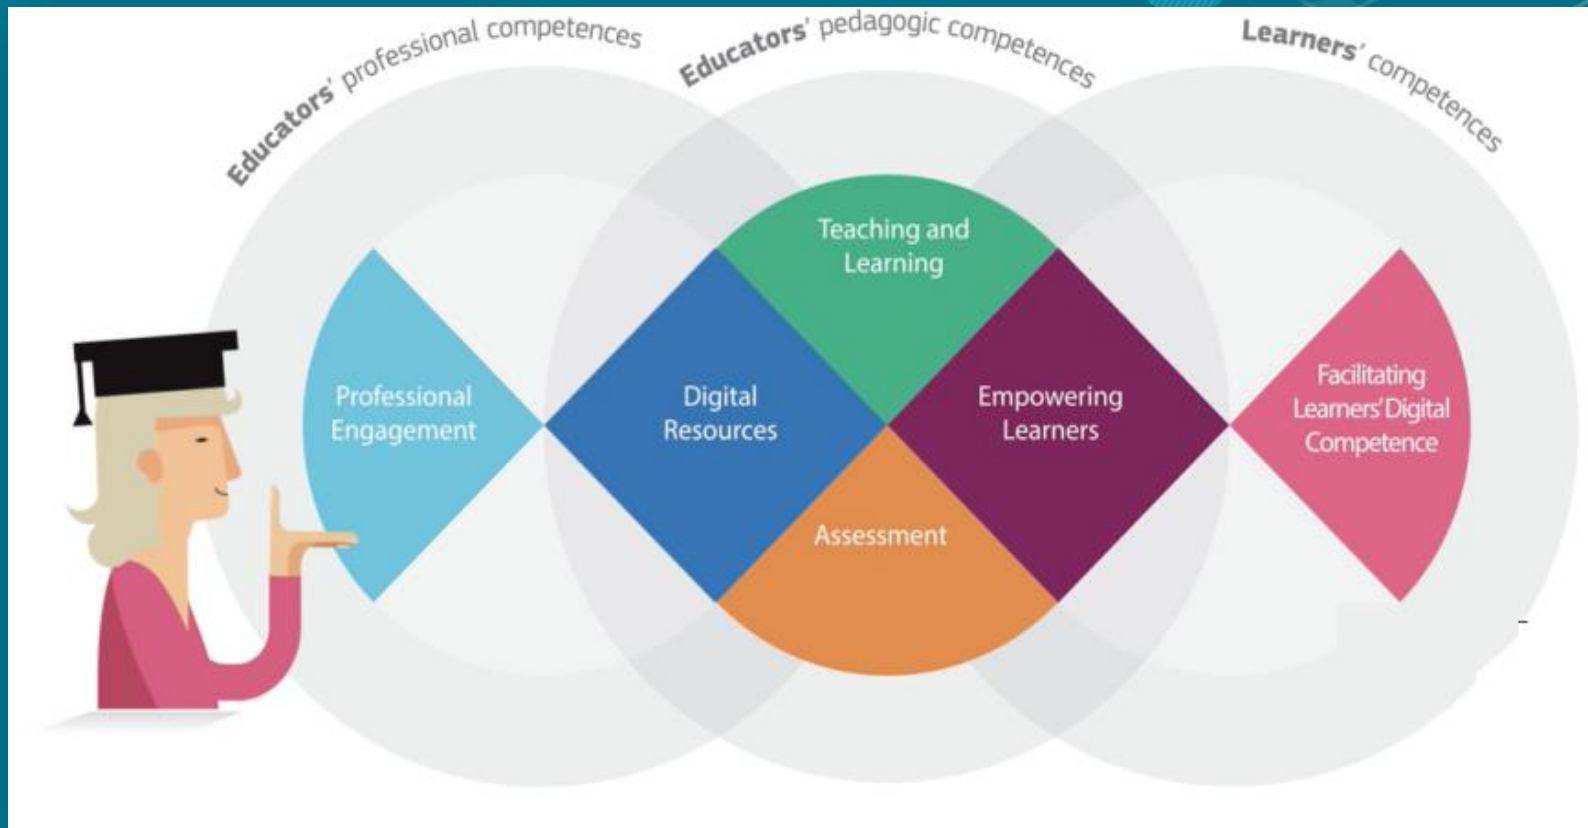 Educators' professional competences
Educators' pedagogic competences
Learners' competences
Teaching and
Learning
Professional
Engagement
Digital
Resources
Empowering
Learners
Facilitating
Learners' Digital
Competence
Assessment